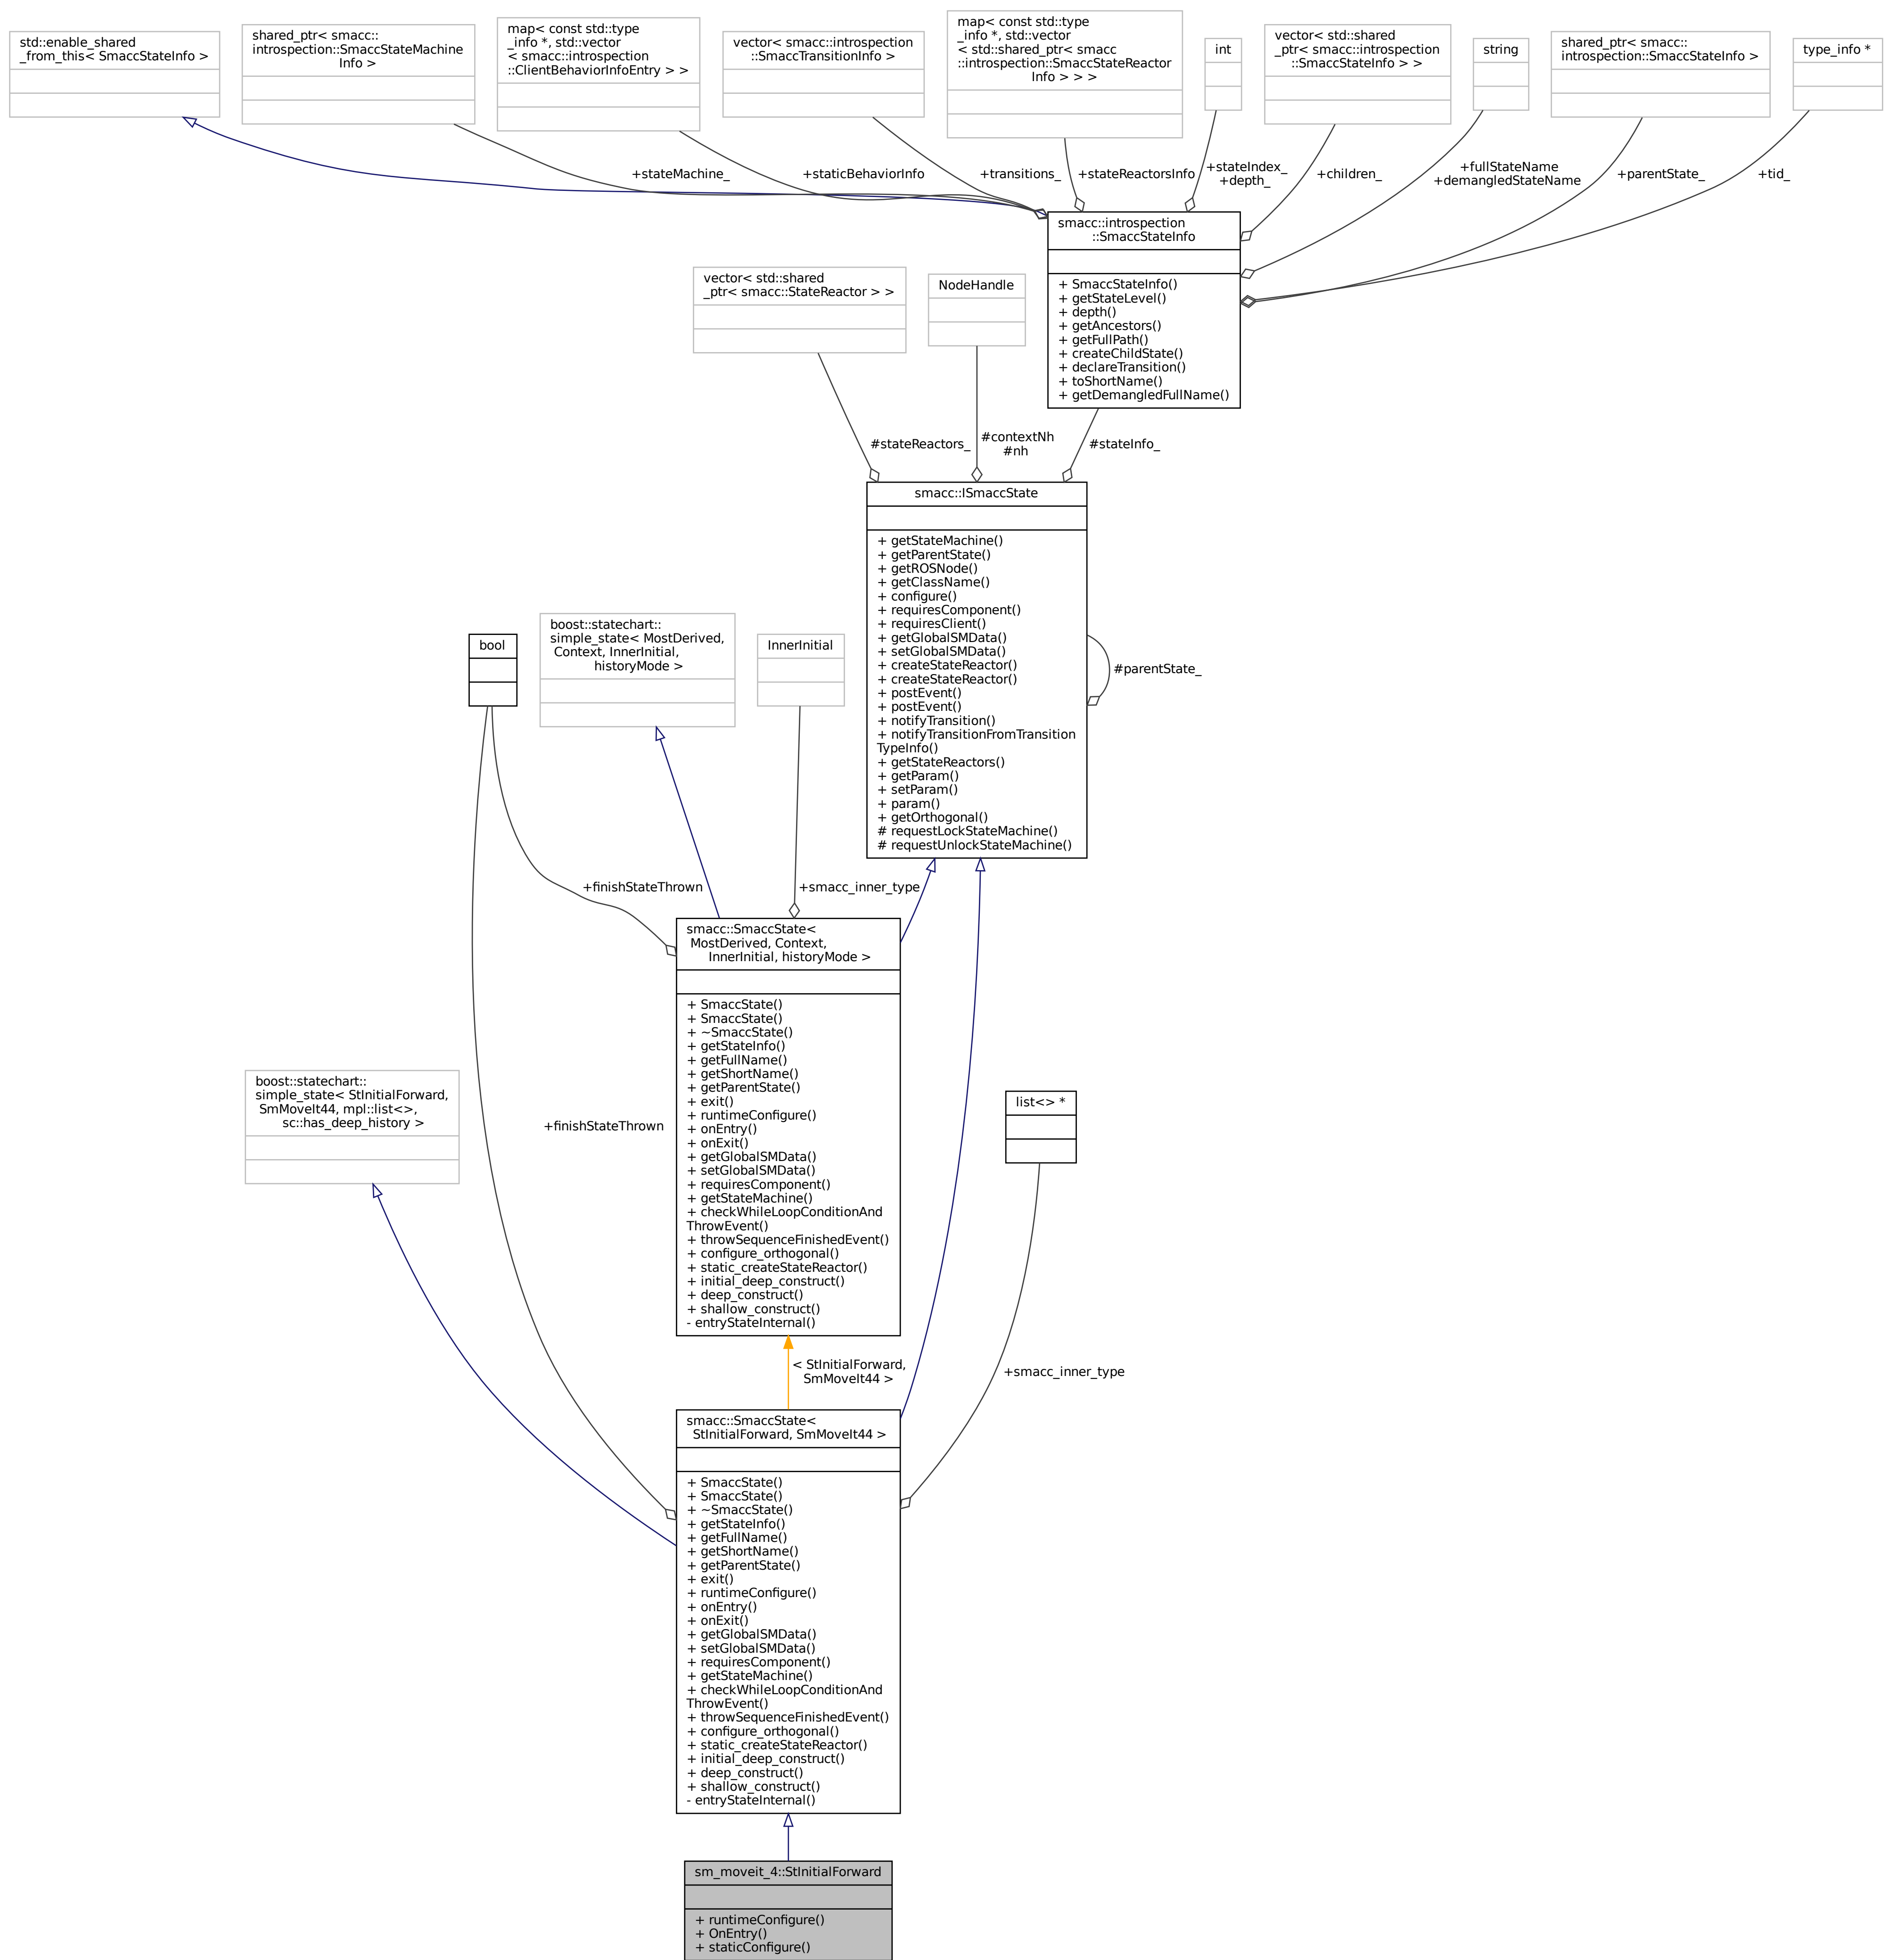 std::enable_shared
_from_this< SmaccStateInfo >
shared_ptr< smacc::
introspection::SmaccStateMachine
Info >
map< const std::type
_info *, std::vector
< smacc::introspection
::ClientBehaviorInfoEntry > >
vector< smacc::introspection
::SmaccTransitionInfo >
map< const std::type
_info *, std::vector
< std::shared_ptr< smacc
::introspection::SmaccStateReactor
Info > > >
int
vector< std::shared
_ptr< smacc::introspection
::SmaccStateInfo > >
string
shared_ptr< smacc::
introspection::SmaccStateInfo >
type_info *
+stateMachine_
+staticBehaviorInfo
+transitions_
+stateReactorsInfo
+stateIndex_
+depth_
+children_
+fullStateName
+demangledStateName
+parentState_
+tid_
smacc::introspection
::SmaccStateInfo
+ SmaccStateInfo()
+ getStateLevel()
+ depth()
+ getAncestors()
+ getFullPath()
+ createChildState()
+ declareTransition()
+ toShortName()
+ getDemangledFullName()
vector< std::shared
_ptr< smacc::StateReactor > >
NodeHandle
#stateReactors_
#contextNh
#nh
#stateInfo_
smacc::ISmaccState
+ getStateMachine()
+ getParentState()
+ getROSNode()
+ getClassName()
+ configure()
+ requiresComponent()
+ requiresClient()
+ getGlobalSMData()
+ setGlobalSMData()
+ createStateReactor()
+ createStateReactor()
+ postEvent()
+ postEvent()
+ notifyTransition()
+ notifyTransitionFromTransition
TypeInfo()
+ getStateReactors()
+ getParam()
+ setParam()
+ param()
+ getOrthogonal()
# requestLockStateMachine()
# requestUnlockStateMachine()
#parentState_
bool
boost::statechart::
simple_state< MostDerived,
Context, InnerInitial,
historyMode >
InnerInitial
+finishStateThrown
+smacc_inner_type
smacc::SmaccState<
MostDerived, Context,
InnerInitial, historyMode >
+ SmaccState()
+ SmaccState()
+ ~SmaccState()
+ getStateInfo()
+ getFullName()
+ getShortName()
+ getParentState()
+ exit()
+ runtimeConfigure()
+ onEntry()
+ onExit()
+ getGlobalSMData()
+ setGlobalSMData()
+ requiresComponent()
+ getStateMachine()
+ checkWhileLoopConditionAnd
ThrowEvent()
+ throwSequenceFinishedEvent()
+ configure_orthogonal()
+ static_createStateReactor()
+ initial_deep_construct()
+ deep_construct()
+ shallow_construct()
- entryStateInternal()
boost::statechart::
simple_state< StInitialForward,
SmMoveIt44, mpl::list<>,
sc::has_deep_history >
+finishStateThrown
list<> *
< StInitialForward,
SmMoveIt44 >
+smacc_inner_type
smacc::SmaccState<
StInitialForward, SmMoveIt44 >
+ SmaccState()
+ SmaccState()
+ ~SmaccState()
+ getStateInfo()
+ getFullName()
+ getShortName()
+ getParentState()
+ exit()
+ runtimeConfigure()
+ onEntry()
+ onExit()
+ getGlobalSMData()
+ setGlobalSMData()
+ requiresComponent()
+ getStateMachine()
+ checkWhileLoopConditionAnd
ThrowEvent()
+ throwSequenceFinishedEvent()
+ configure_orthogonal()
+ static_createStateReactor()
+ initial_deep_construct()
+ deep_construct()
+ shallow_construct()
- entryStateInternal()
sm_moveit_4::StInitialForward
+ runtimeConfigure()
+ OnEntry()
+ staticConfigure()